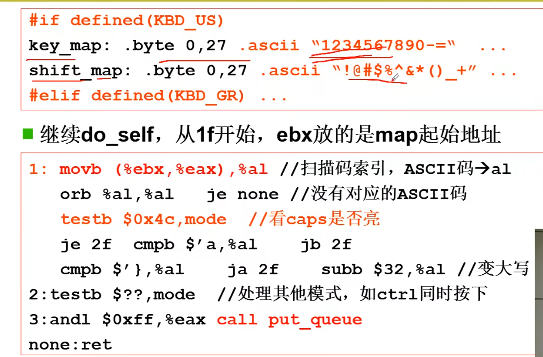 #if defined(KBD_US)
key_map: .byte 0,27 .ascii “1234567890-=“ ...
shift_map: .byte 0,27 .ascii “!@#$%^&*()_+” ...
#elif defined(KBD_GR) ...
继续do_self，从1f开始，ebx放的是map起始地址
1: movb (%ebx,%eax),%al //扫描码索引，ASCII码→al
orb %al,%al je none //没有对应的ASCII码
testb $0x4c,mode //看caps是否亮
je 2f cmpb $’a,%al jb 2f
cmpb $’},%al ja 2f subb $32,%al //变大写
2:testb $??,mode //处理其他模式，如ctrl同时按下
3:andl $0xff,%eax call put_queue
none:ret